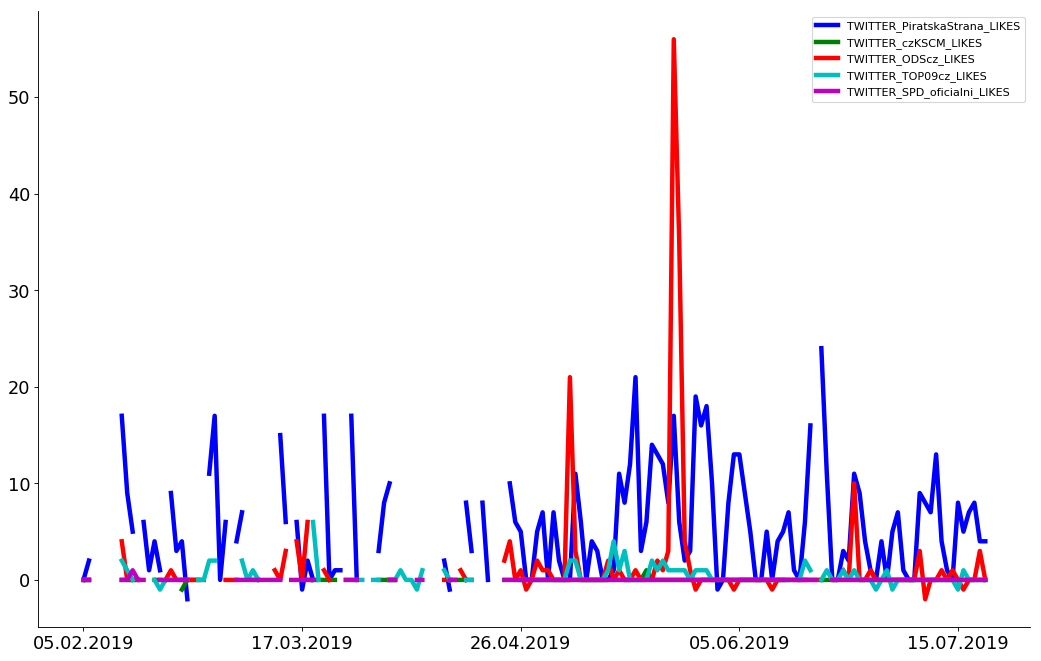 TWITTER_PiratskaStrana_LIKES
TWITTER_czKSCM_LIKES
TWITTER_ODScz_LIKES
TWITTER_TOP09cz_LIKES
TWITTER_SPD_oficialni_LIKES
50
40
30
20
10
0
05.02.2019 17.03.2019 26.04.2019 05.06.2019 15.07.2019